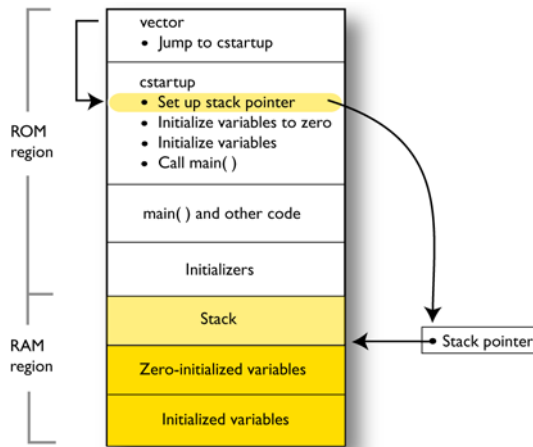 vector
• Jump to cstartup
cstartup
• Set up stack pointer
• Initialize variables to zero
• Initialize variables
• Call main( )
ROM
region
main( ) and other code
Initializers
Stack
RAM
region
Stack pointer
Zero-initialized variables
Initialized variables